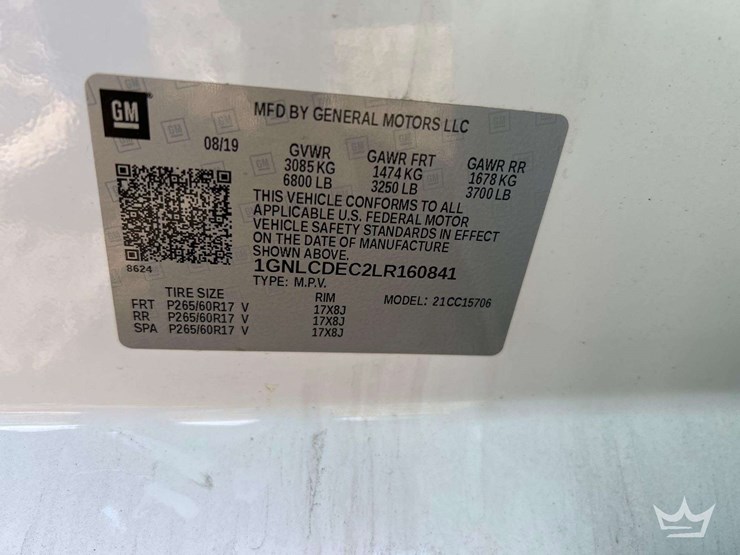 GM
MFD BY GENERAL MOTORS LLC
08/19
GVWR GAWR FRT GAWR RR
3085 KG 1474 KG 1678 KG
6800 LB 3250 LB 3700 LB
THIS VEHICLE CONFORMS TO ALL
APPLICABLE U.S. FEDERAL MOTOR
VEHICLE SAFETY STANDARDS IN EFFECT
ON THE DATE OF MANUFACTURE
SHOWN ABOVE.
8624
1GNLCDEC2LR160841
TYPE: M.P.V. MODEL: 21CC15706
TIRE SIZE RIM
FRT P265/60R17 V 17X8J
RR P265/60R17 V 17X8J
SPA P265/60R17 V 17X8J